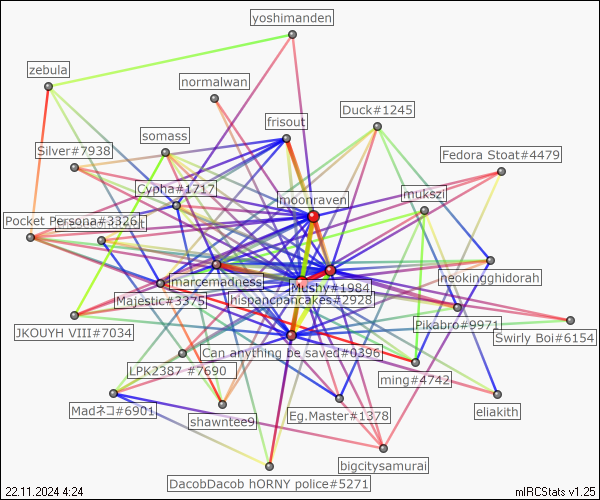 yoshimanden
zebula
normalwan
Duck#1245
frisout
somass
Silver#7938
Fedora Stoat#4479
Cypha#1717
mukszi
moonraven
Pocket Persona#3326
marcemadness
Mushy#1984
neokingghidorah
Majestic#3375
hispancpancakes#2928
JKOUYH VIII#7034
Pikabro#9971
Swirly Boi#6154
Can anything be saved#0396
LPK2387 #7690
ming#4742
Madネコ#6901
shawntee9
Eg.Master#1378
eliakith
bigcitysamurai
DacobDacob hORNY police#5271
22.11.2024 4:24
mIRCStats v1.25